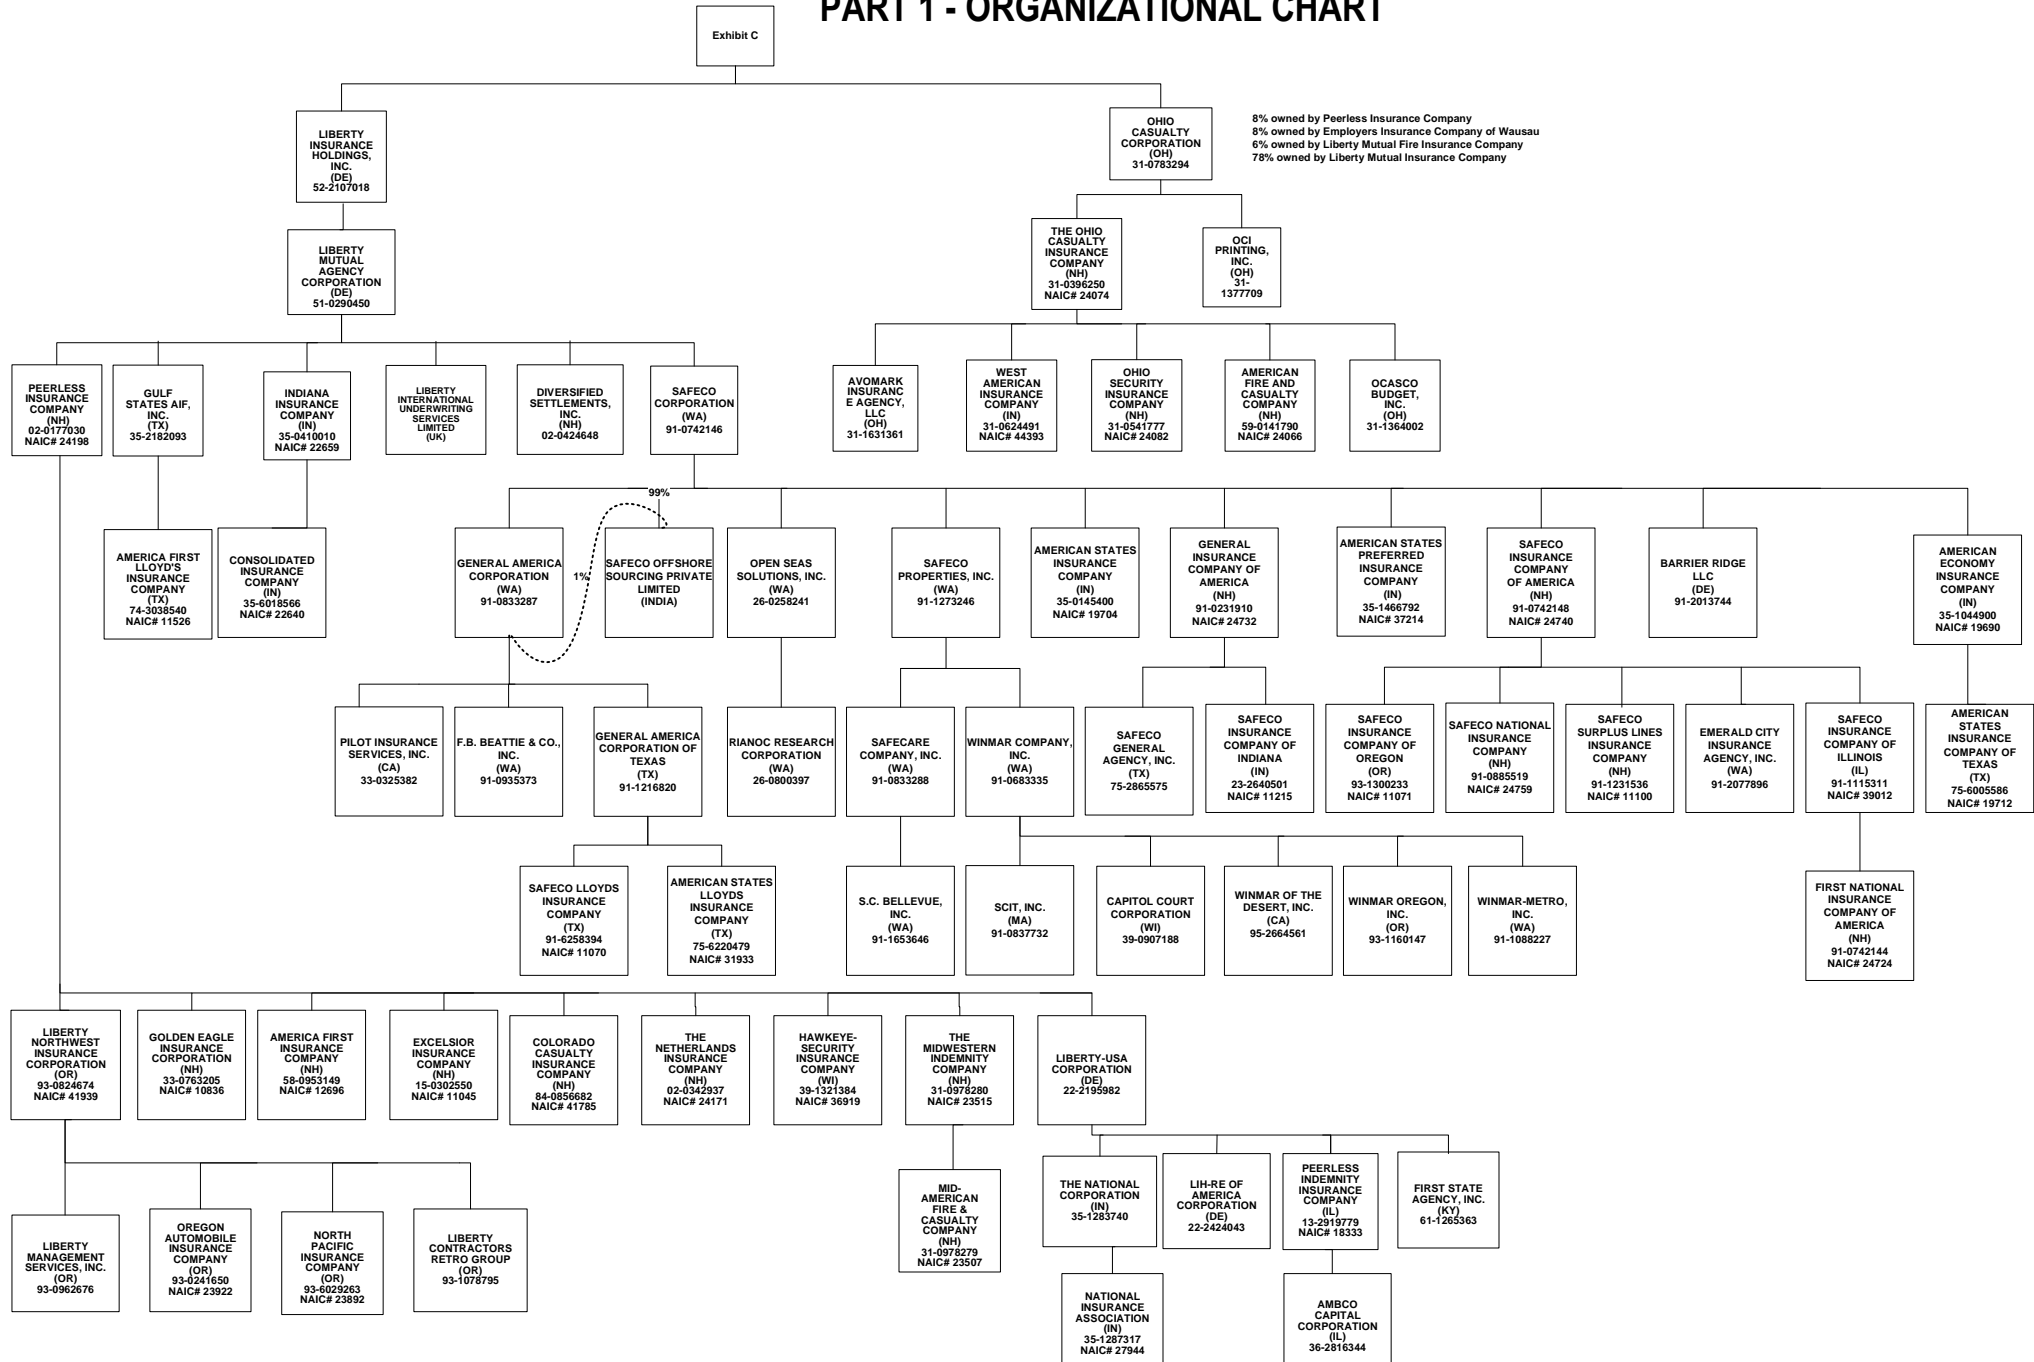 PART 1 - ORGANIZATIONAL CHART
Exhibit C
LIBERTY
INSURANCE
HOLDINGS,
INC.
(DE)
52-2107018
OHIO
CASUALTY
CORPORATION
(OH)
31-0783294
8% owned by Peerless Insurance Company
8% owned by Employers Insurance Company of Wausau
6% owned by Liberty Mutual Fire Insurance Company
78% owned by Liberty Mutual Insurance Company
LIBERTY
MUTUAL
AGENCY
CORPORATION
(DE)
51-0290450
THE OHIO
CASUALTY
INSURANCE
COMPANY
(NH)
31-0396250
NAIC# 24074
OCI
PRINTING,
INC.
(OH)
31-
1377709
PEERLESS
INSURANCE
COMPANY
(NH)
02-0177030
NAIC# 24198
GULF
STATES AIF,
INC.
(TX)
35-2182093
INDIANA
INSURANCE
COMPANY
(IN)
35-0410010
NAIC# 22659
LIBERTY
INTERNATIONAL
UNDERWRITING
SERVICES
LIMITED
(UK)
DIVERSIFIED
SETTLEMENTS,
INC.
(NH)
02-0424648
SAFECO
CORPORATION
(WA)
91-0742146
AVOMARK
INSURANC
E AGENCY,
LLC
(OH)
31-1631361
WEST
AMERICAN
INSURANCE
COMPANY
(IN)
31-0624491
NAIC# 44393
OHIO
SECURITY
INSURANCE
COMPANY
(NH)
31-0541777
NAIC# 24082
AMERICAN
FIRE AND
CASUALTY
COMPANY
(NH)
59-0141790
NAIC# 24066
OCASCO
BUDGET,
INC.
(OH)
31-1364002
99%
1%
AMERICA FIRST
LLOYD'S
INSURANCE
COMPANY
(TX)
74-3038540
NAIC# 11526
CONSOLIDATED
INSURANCE
COMPANY
(IN)
35-6018566
NAIC# 22640
GENERAL AMERICA
CORPORATION
(WA)
91-0833287
SAFECO OFFSHORE
SOURCING PRIVATE
LIMITED
(INDIA)
OPEN SEAS
SOLUTIONS, INC.
(WA)
26-0258241
SAFECO
PROPERTIES, INC.
(WA)
91-1273246
AMERICAN STATES
INSURANCE
COMPANY
(IN)
35-0145400
NAIC# 19704
GENERAL
INSURANCE
COMPANY OF
AMERICA
(NH)
91-0231910
NAIC# 24732
AMERICAN STATES
PREFERRED
INSURANCE
COMPANY
(IN)
35-1466792
NAIC# 37214
SAFECO
INSURANCE
COMPANY
OF AMERICA
(NH)
91-0742148
NAIC# 24740
BARRIER RIDGE
LLC
(DE)
91-2013744
AMERICAN
ECONOMY
INSURANCE
COMPANY
(IN)
35-1044900
NAIC# 19690
PILOT INSURANCE
SERVICES, INC.
(CA)
33-0325382
F.B. BEATTIE & CO.,
INC.
(WA)
91-0935373
GENERAL AMERICA
CORPORATION OF
TEXAS
(TX)
91-1216820
RIANOC RESEARCH
CORPORATION
(WA)
26-0800397
SAFECARE
COMPANY, INC.
(WA)
91-0833288
WINMAR COMPANY,
INC.
(WA)
91-0683335
SAFECO
GENERAL
AGENCY, INC.
(TX)
75-2865575
SAFECO
INSURANCE
COMPANY OF
INDIANA
(IN)
23-2640501
NAIC# 11215
SAFECO
INSURANCE
COMPANY OF
OREGON
(OR)
93-1300233
NAIC# 11071
SAFECO NATIONAL
INSURANCE
COMPANY
(NH)
91-0885519
NAIC# 24759
SAFECO
SURPLUS LINES
INSURANCE
COMPANY
(NH)
91-1231536
NAIC# 11100
EMERALD CITY
INSURANCE
AGENCY, INC.
(WA)
91-2077896
SAFECO
INSURANCE
COMPANY OF
ILLINOIS
(IL)
91-1115311
NAIC# 39012
AMERICAN
STATES
INSURANCE
COMPANY OF
TEXAS
(TX)
75-6005586
NAIC# 19712
SAFECO LLOYDS
INSURANCE
COMPANY
(TX)
91-6258394
NAIC# 11070
AMERICAN STATES
LLOYDS
INSURANCE
COMPANY
(TX)
75-6220479
NAIC# 31933
S.C. BELLEVUE,
INC.
(WA)
91-1653646
SCIT, INC.
(MA)
91-0837732
CAPITOL COURT
CORPORATION
(WI)
39-0907188
WINMAR OF THE
DESERT, INC.
(CA)
95-2664561
WINMAR OREGON,
INC.
(OR)
93-1160147
WINMAR-METRO,
INC.
(WA)
91-1088227
FIRST NATIONAL
INSURANCE
COMPANY OF
AMERICA
(NH)
91-0742144
NAIC# 24724
LIBERTY
NORTHWEST
INSURANCE
CORPORATION
(OR)
93-0824674
NAIC# 41939
GOLDEN EAGLE
INSURANCE
CORPORATION
(NH)
33-0763205
NAIC# 10836
AMERICA FIRST
INSURANCE
COMPANY
(NH)
58-0953149
NAIC# 12696
EXCELSIOR
INSURANCE
COMPANY
(NH)
15-0302550
NAIC# 11045
COLORADO
CASUALTY
INSURANCE
COMPANY
(NH)
84-0856682
NAIC# 41785
THE
NETHERLANDS
INSURANCE
COMPANY
(NH)
02-0342937
NAIC# 24171
HAWKEYE-
SECURITY
INSURANCE
COMPANY
(WI)
39-1321384
NAIC# 36919
THE
MIDWESTERN
INDEMNITY
COMPANY
(NH)
31-0978280
NAIC# 23515
LIBERTY-USA
CORPORATION
(DE)
22-2195982
LIBERTY
MANAGEMENT
SERVICES, INC.
(OR)
93-0962676
OREGON
AUTOMOBILE
INSURANCE
COMPANY
(OR)
93-0241650
NAIC# 23922
NORTH
PACIFIC
INSURANCE
COMPANY
(OR)
93-6029263
NAIC# 23892
LIBERTY
CONTRACTORS
RETRO GROUP
(OR)
93-1078795
MID-
AMERICAN
FIRE &
CASUALTY
COMPANY
(NH)
31-0978279
NAIC# 23507
THE NATIONAL
CORPORATION
(IN)
35-1283740
LIH-RE OF
AMERICA
CORPORATION
(DE)
22-2424043
PEERLESS
INDEMNITY
INSURANCE
COMPANY
(IL)
13-2919779
NAIC# 18333
FIRST STATE
AGENCY, INC.
(KY)
61-1265363
NATIONAL
INSURANCE
ASSOCIATION
(IN)
35-1287317
NAIC# 27944
AMBCO
CAPITAL
CORPORATION
(IL)
36-2816344